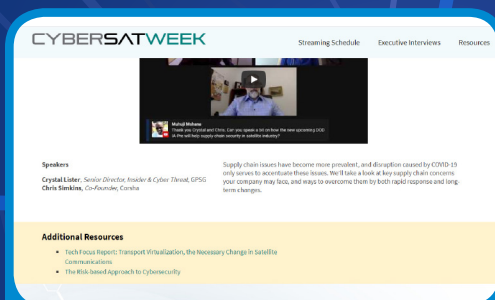 CYBERSATWEEK
Streaming Schedule Executive Interviews Resources
Thank you Crystal and Chris. Can you speak a bit on how the new upcoming DOD
IA-Pre will help supply chain security in satellite industry?
Speakers
Crystal Lister, Senior Director, Insider & Cyber Threat, GPSG
Chris Simkins, Co-Founder, Corsha
Supply chain issues have become more prevalent, and disruption caused by COVID-19
only serves to accentuate these issues. We'll take a look at key supply chain concerns
your company may face, and ways to overcome them by both rapid response and long-
term changes.
Additional Resources
Tech Focus Report: Transport Virtualization, the Necessary Change in Satellite
Communications
The Risk-based Approach to Cybersecurity